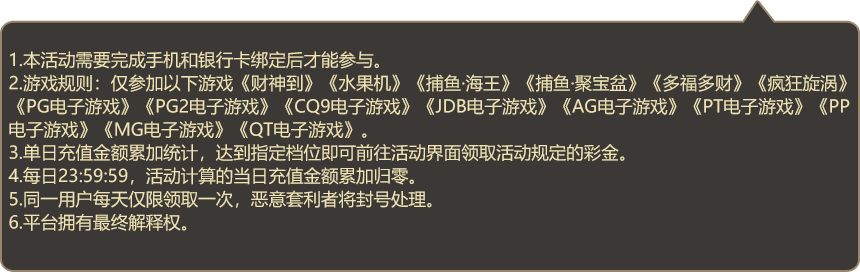 1.本活动需要完成手机和银行卡绑定后才能参与。
2.游戏规则：仅参加以下游戏《财神到》《水果机》《捕鱼·海王》《捕鱼·聚宝盆》《多福多财》《疯狂旋涡》
《PG电子游戏》《PG2电子游戏》《CQ9电子游戏》《JDB电子游戏》《AG电子游戏》《PT电子游戏》《PP
电子游戏》《MG电子游戏》《QT电子游戏》。
3.单日充值金额累加统计，达到指定档位即可前往活动界面领取活动规定的彩金。
4.每日23:59:59，活动计算的当日充值金额累加归零。
5.同一用户每天仅限领取一次，恶意套利者将封号处理。
6.平台拥有最终解释权。